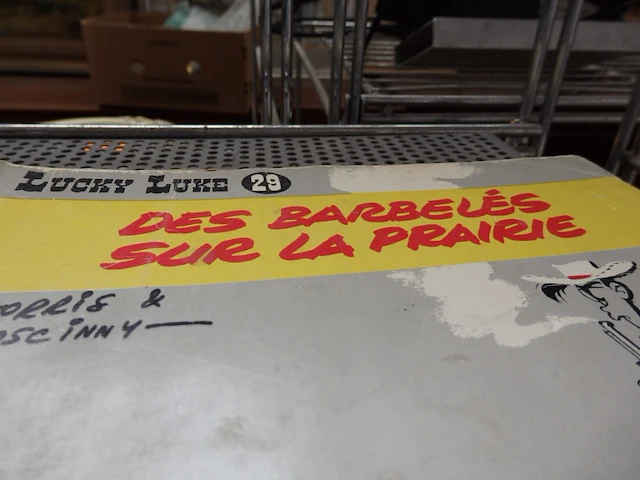 LUCKY LUKE 29
DES BARBELÉS
SUR LA PRAIRIE
ORRIS &
OSCINNY